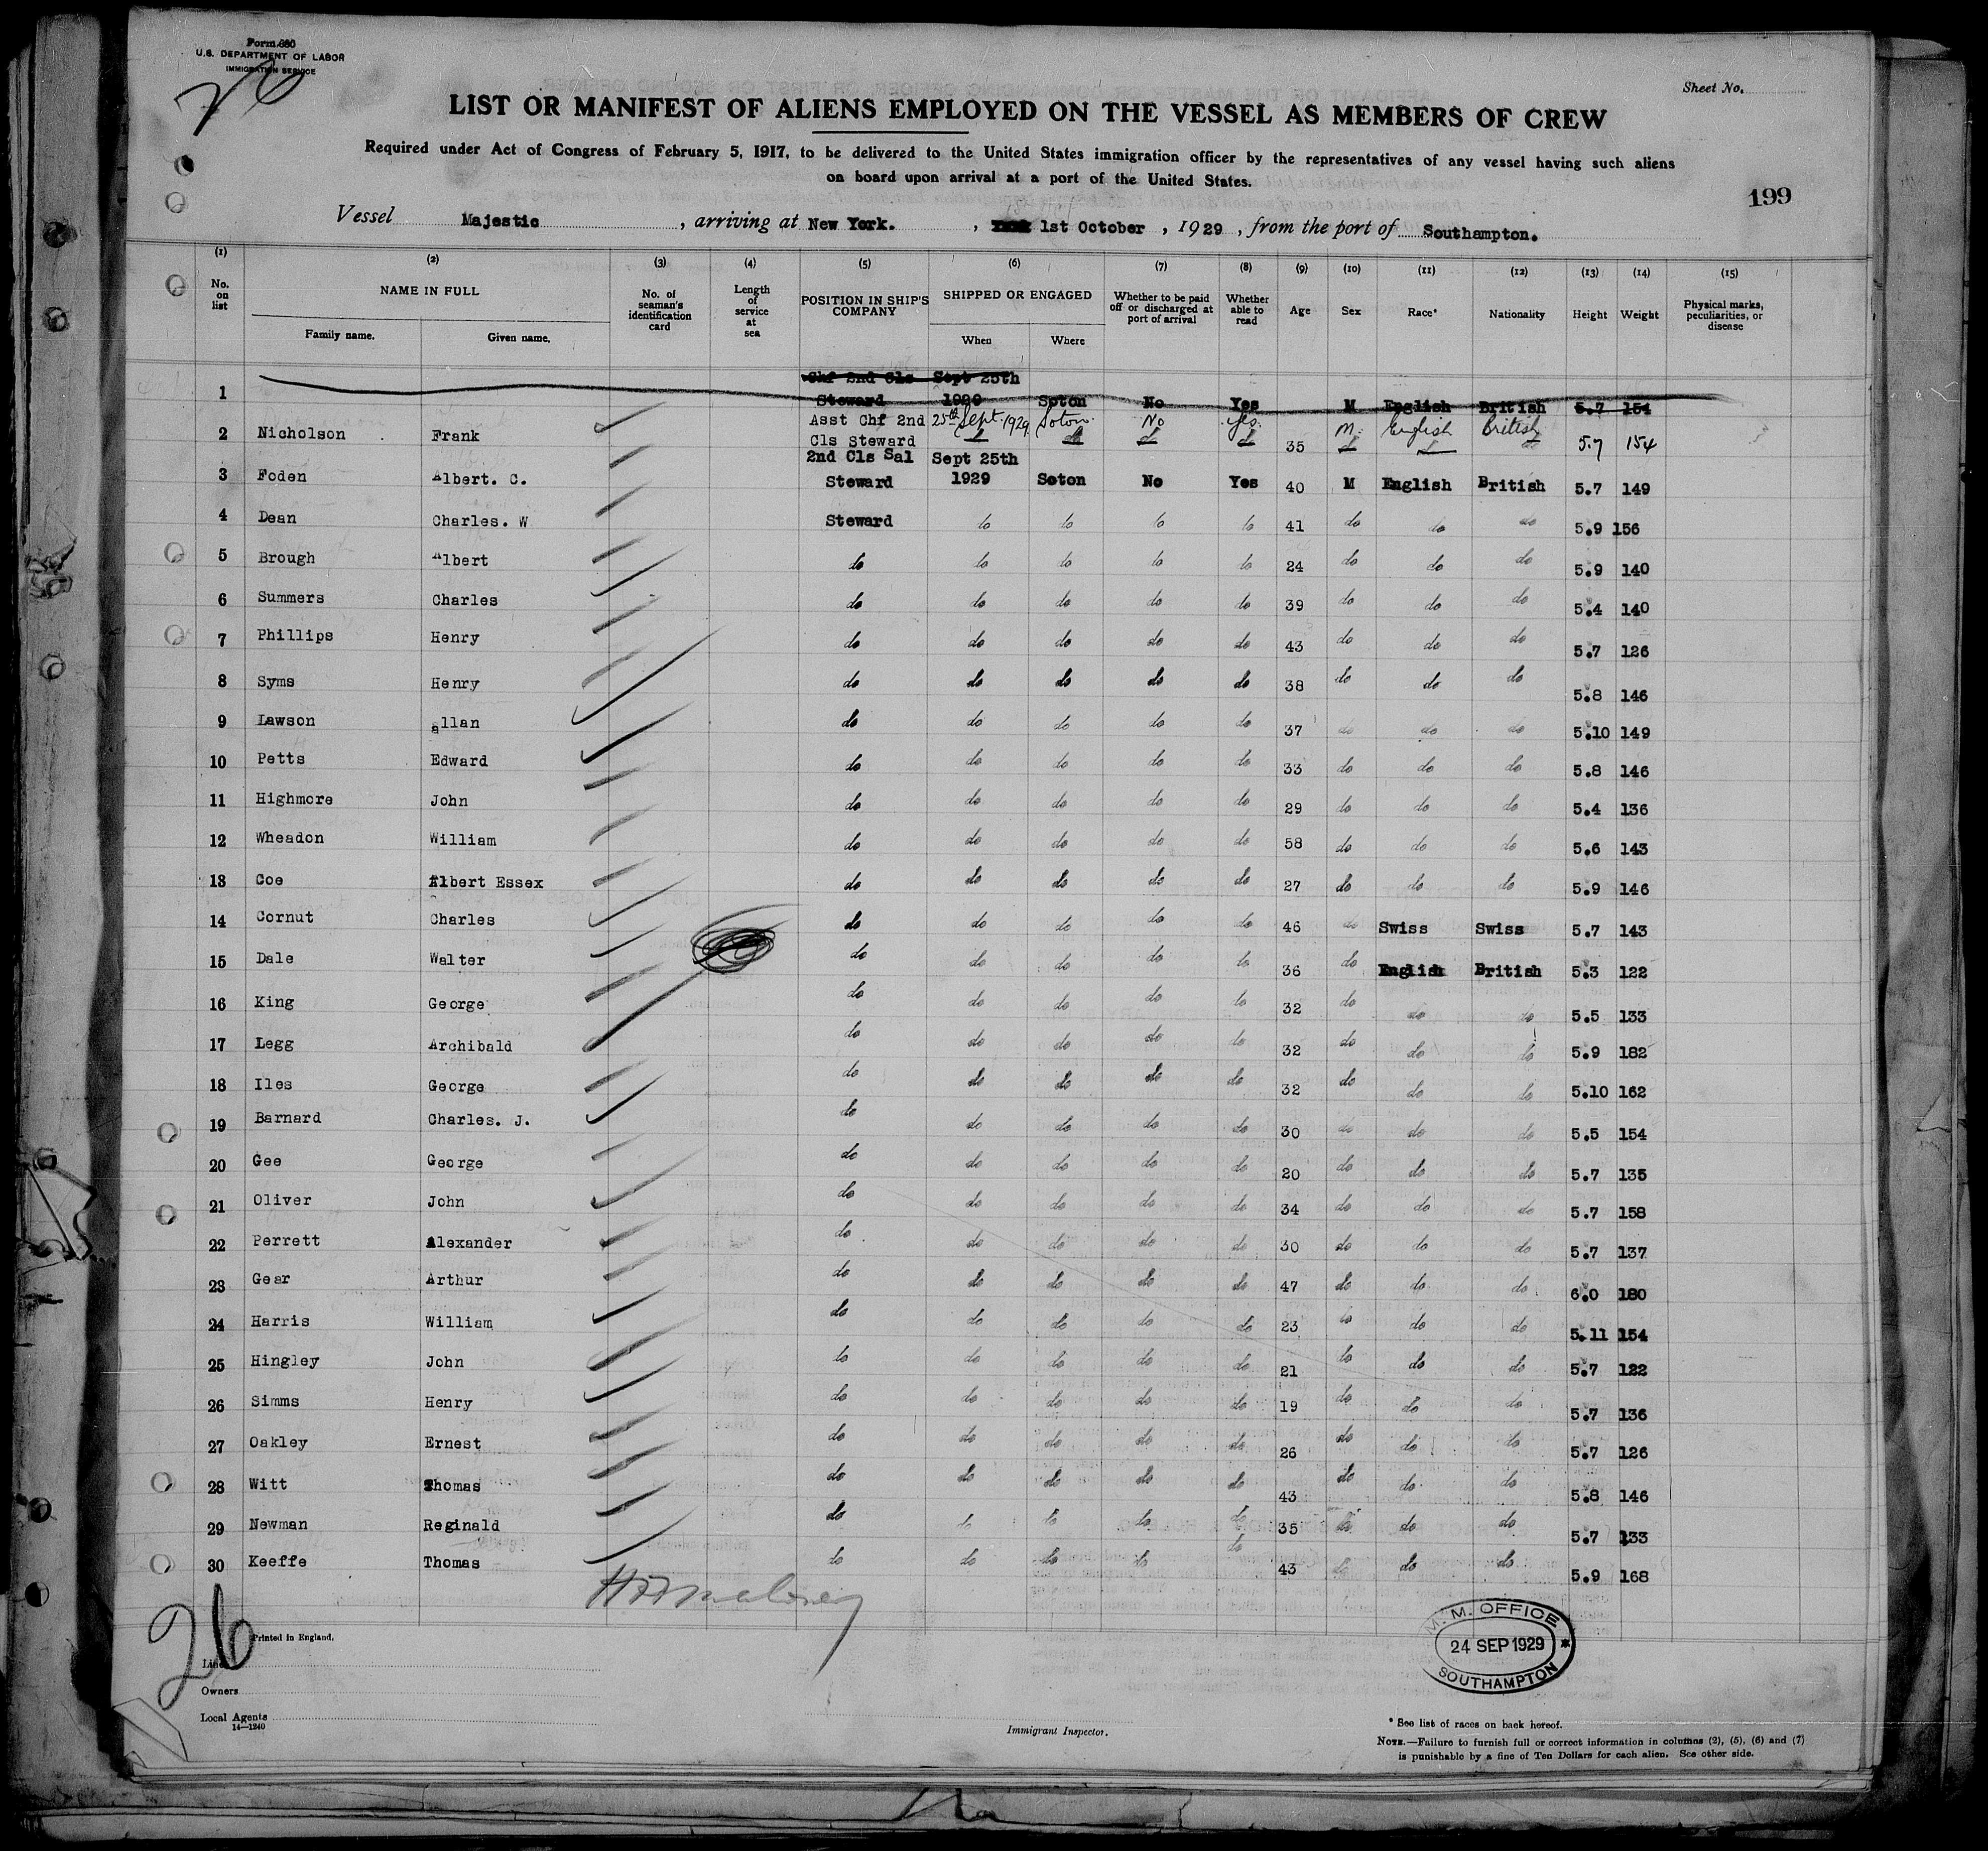 Form 680
U.S. DEPARTMENT OF LABOR
IMMIGRATION SERVICE
26
Sheet No.
LIST OR MANIFEST OF ALIENS EMPLOYED ON THE VESSEL AS MEMBERS OF CREW
Required under Act of Congress of February 5, 1917, to be delivered to the United States immigration officer by the representatives of any vessel having such aliens
on board upon arrival at a port of the United States.
199
Vessel Majestic, arriving at New York. , 1st October, 1929, from the port of Southampton.
(1) (2) (3) (4) (5) (6) (7) (8) (9) (10) (11) (12) (13) (14) (15)
No. on list NAME IN FULL Family name. Given name. No. of seaman's identification card Length of service at sea POSITION IN SHIP'S COMPANY SHIPPED OR ENGAGED When Where Whether to be paid off or discharged at port of arrival Whether able to read Age Sex Race* Nationality Height Weight Physical marks, peculiarities, or disease
1 Chf 2nd Cls Steward Sept 25th 1929 Soton No Yes M English British 5.7 154
2 Nicholson Frank Asst Chf 2nd Cls Steward 25th Sept 1929 Soton No Yes 35 M English British 5.7 154
3 Foden Albert. C. 2nd Cls Sal Steward Sept 25th 1929 Soton No Yes 40 M English British 5.7 149
4 Dean Charles. W Steward do do do do 41 do do do 5.9 156
5 Brough Albert do do do do do 24 do do do 5.9 140
6 Summers Charles do do do do do 39 do do do 5.4 140
7 Phillips Henry do do do do do 43 do do do 5.7 126
8 Syms Henry do do do do do 38 do do do 5.8 146
9 Lawson allan do do do do do 37 do do do 5.10 149
10 Petts Edward do do do do do 33 do do do 5.8 146
11 Highmore John do do do do do 29 do do do 5.4 136
12 Wheadon William do do do do do 58 do do do 5.6 143
13 Coe Albert Essex do do do do do 27 do do do 5.9 146
14 Cornut Charles do do do do do 46 do Swiss Swiss 5.7 143
15 Dale Walter do do do do do 36 do English British 5.3 122
16 King George do do do do do 32 do do do 5.5 133
17 Legg Archibald do do do do do 32 do do do 5.9 182
18 Iles George do do do do do 32 do do do 5.10 162
19 Barnard Charles. J. do do do do do 30 do do do 5.5 154
20 Gee George do do do do do 20 do do do 5.7 135
21 Oliver John do do do do do 34 do do do 5.7 158
22 Perrett Alexander do do do do do 30 do do do 5.7 137
23 Gear Arthur do do do do do 47 do do do 6.0 180
24 Harris William do do do do do 23 do do do 5.11 154
25 Hingley John do do do do do 21 do do do 5.7 122
26 Simms Henry do do do do do 19 do do do 5.7 136
27 Oakley Ernest do do do do do 26 do do do 5.7 126
28 Witt Thomas do do do do do 43 do do do 5.8 146
29 Newman Reginald do do do do do 35 do do do 5.7 133
30 Keeffe Thomas do do do do do 43 do do do 5.9 168
26
Printed in England.
Line
Owners
Local Agents
14—1240
Immigrant Inspector.
M.M. OFFICE
24 SEP 1929
SOUTHAMPTON
* See list of races on back hereof.
NOTE.—Failure to furnish full or correct information in columns (2), (5), (6) and (7)
is punishable by a fine of Ten Dollars for each alien. See other side.